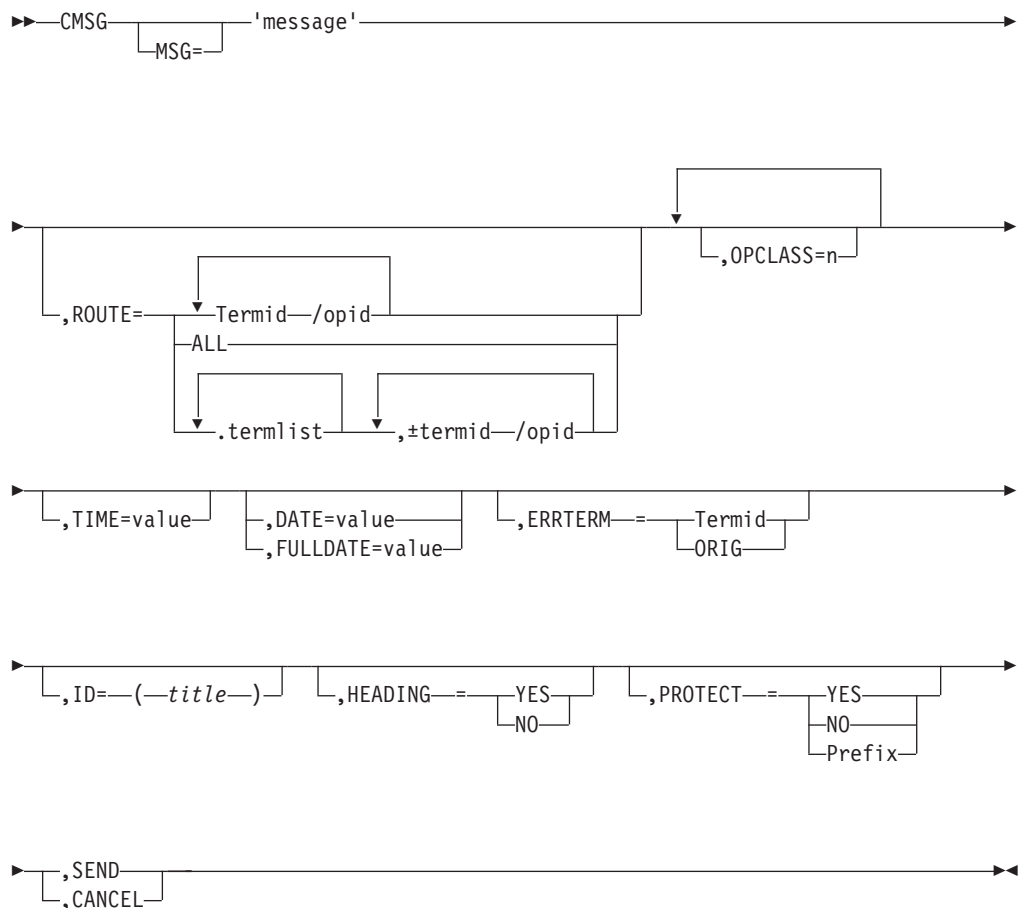 CMSG 'message'
MSG=
,OPCLASS=n
,ROUTE= Termid /opid
ALL
.termlist ,±termid /opid
,TIME=value ,DATE=value ,ERRTERM = Termid
,FULLDATE=value ORIG
,ID= ( title ) ,HEADING = YES ,PROTECT = YES
NO NO
Prefix
,SEND
,CANCEL